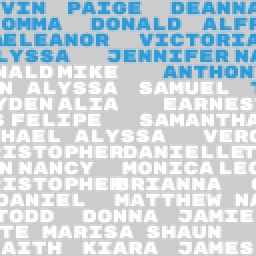 VIN PAIGE DEANNA
OMMA DONALD ALF
ELEANOR VICTORIA
LYSSA JENNIFER NA
NALD MIKE ANTHON
N ALYSSA SAMUEL
YDEN ALIA EARNES
S FELIPE SAMANTHA
HAEL ALYSSA VERO
ISTOPHER DANIELLE T
N NANCY MONICA LEO
ISTOPHER BRIANNA
DANIEL MATTHEW NA
TODD DONNA JAMIE
TE MARISA SHAUN
AITH KIARA JAMES